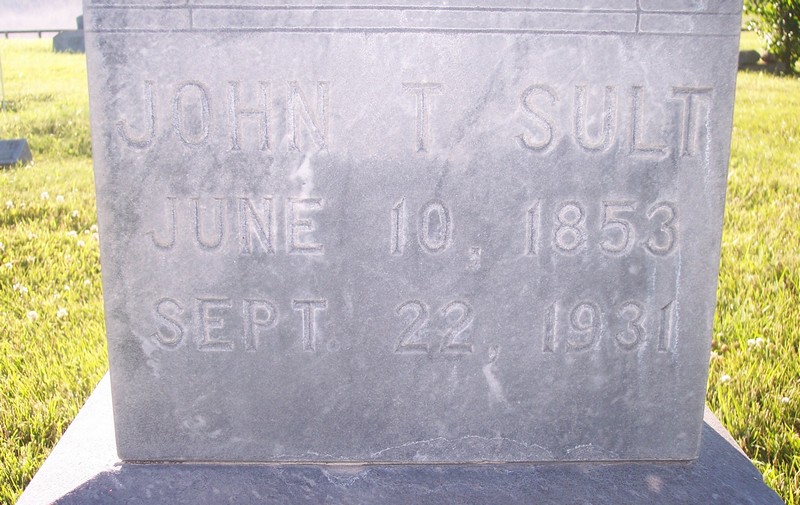 JOHN T SULT
JUNE 10, 1853
SEPT. 22, 1931